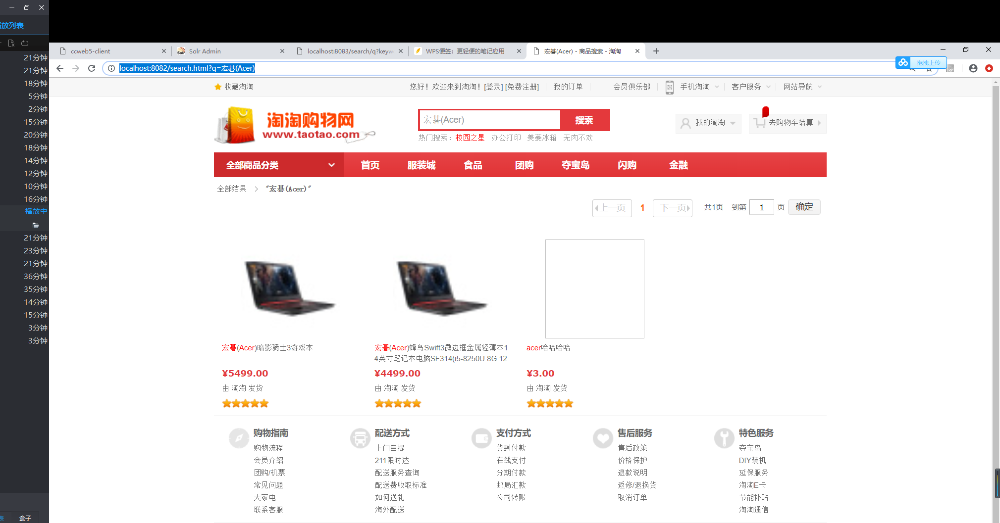 播放列表
21分钟
21分钟
18分钟
5分钟
2分钟
15分钟
20分钟
18分钟
14分钟
12分钟
10分钟
16分钟
播放中
21分钟
23分钟
21分钟
36分钟
35分钟
14分钟
15分钟
3分钟
3分钟
表 盒子
ccweb5-client
Solr Admin
localhost:8083/search/q?keyw
WPS便签：更轻便的笔记应用
宏碁(Acer) - 商品搜索 - 淘淘
localhost:8082/search.html?q=宏碁(Acer)
拖拽上传
收藏淘淘
您好！欢迎来到淘淘！[登录] [免费注册]
我的订单
会员俱乐部
手机淘淘
客户服务
网站导航
淘淘购物网
www.taotao.com
宏碁(Acer)
搜索
热门搜索： 校园之星 办公打印 美菱冰箱 无肉不欢
我的淘淘
去购物车结算
全部商品分类 首页 服装城 食品 团购 夺宝岛 闪购 金融
全部结果 > "宏碁(Acer)"
上一页 1 下一页 共1页 到第 1 页 确定
宏碁(Acer)暗影骑士3游戏本
¥5499.00
由 淘淘 发货
宏碁(Acer)蜂鸟Swift3微边框金属轻薄本1
4英寸笔记本电脑SF314(i5-8250U 8G 12
¥4499.00
由 淘淘 发货
acer哈哈哈哈
¥3.00
由 淘淘 发货
购物指南
购物流程
会员介绍
团购/机票
常见问题
大家电
联系客服
配送方式
上门自提
211限时达
配送服务查询
配送费收取标准
如何送礼
海外配送
支付方式
货到付款
在线支付
分期付款
邮局汇款
公司转账
售后服务
售后政策
价格保护
退款说明
返修/退换货
取消订单
特色服务
夺宝岛
DIY装机
延保服务
淘淘E卡
节能补贴
淘淘通信